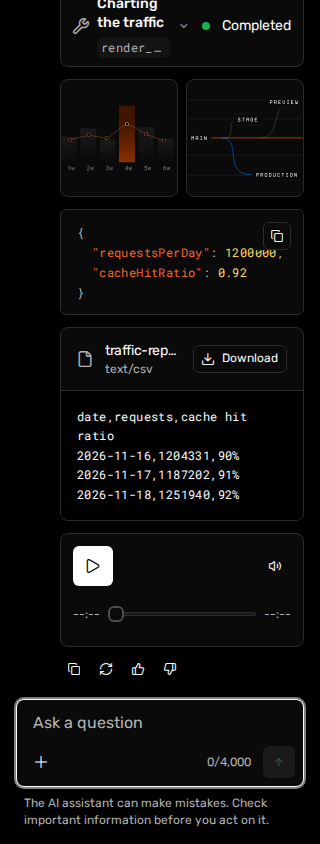 Charting
the traffic
render_…
Completed
1w 2w 3w 4w 5w 6w
PREVIEW
STAGE
MAIN
PRODUCTION
{
"requestsPerDay": 1200000,
"cacheHitRatio": 0.92
}
traffic-rep…
text/csv
Download
date,requests,cache hit
ratio
2026-11-16,1204331,90%
2026-11-17,1187202,91%
2026-11-18,1251940,92%
--:--
--:--
Ask a question
0/4,000
The AI assistant can make mistakes. Check
important information before you act on it.